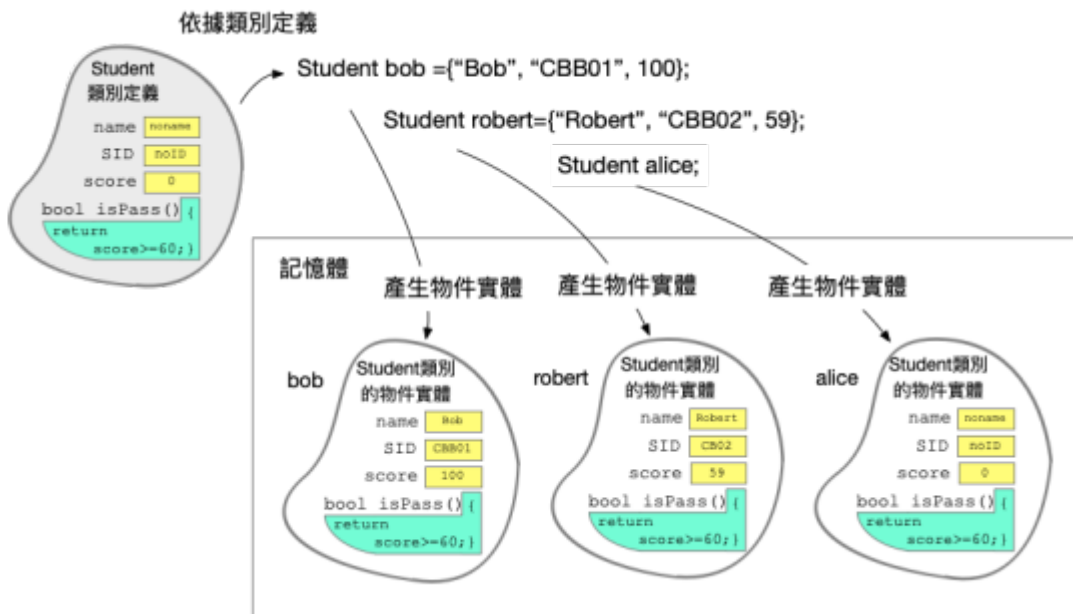 依據類別定義
Student
類別定義
name noname
SID noID
score 0
bool isPass() {
return
score>=60;}
Student bob ={“Bob”, “CBB01”, 100};
Student robert={“Robert”, “CBB02”, 59};
Student alice;
記憶體
產生物件實體
產生物件實體
產生物件實體
bob
Student類別
的物件實體
name Bob
SID CBB01
score 100
bool isPass() {
return
score>=60;}
robert
Student類別
的物件實體
name Robert
SID CB02
score 59
bool isPass() {
return
score>=60;}
alice
Student類別
的物件實體
name noname
SID noID
score 0
bool isPass() {
return
score>=60;}